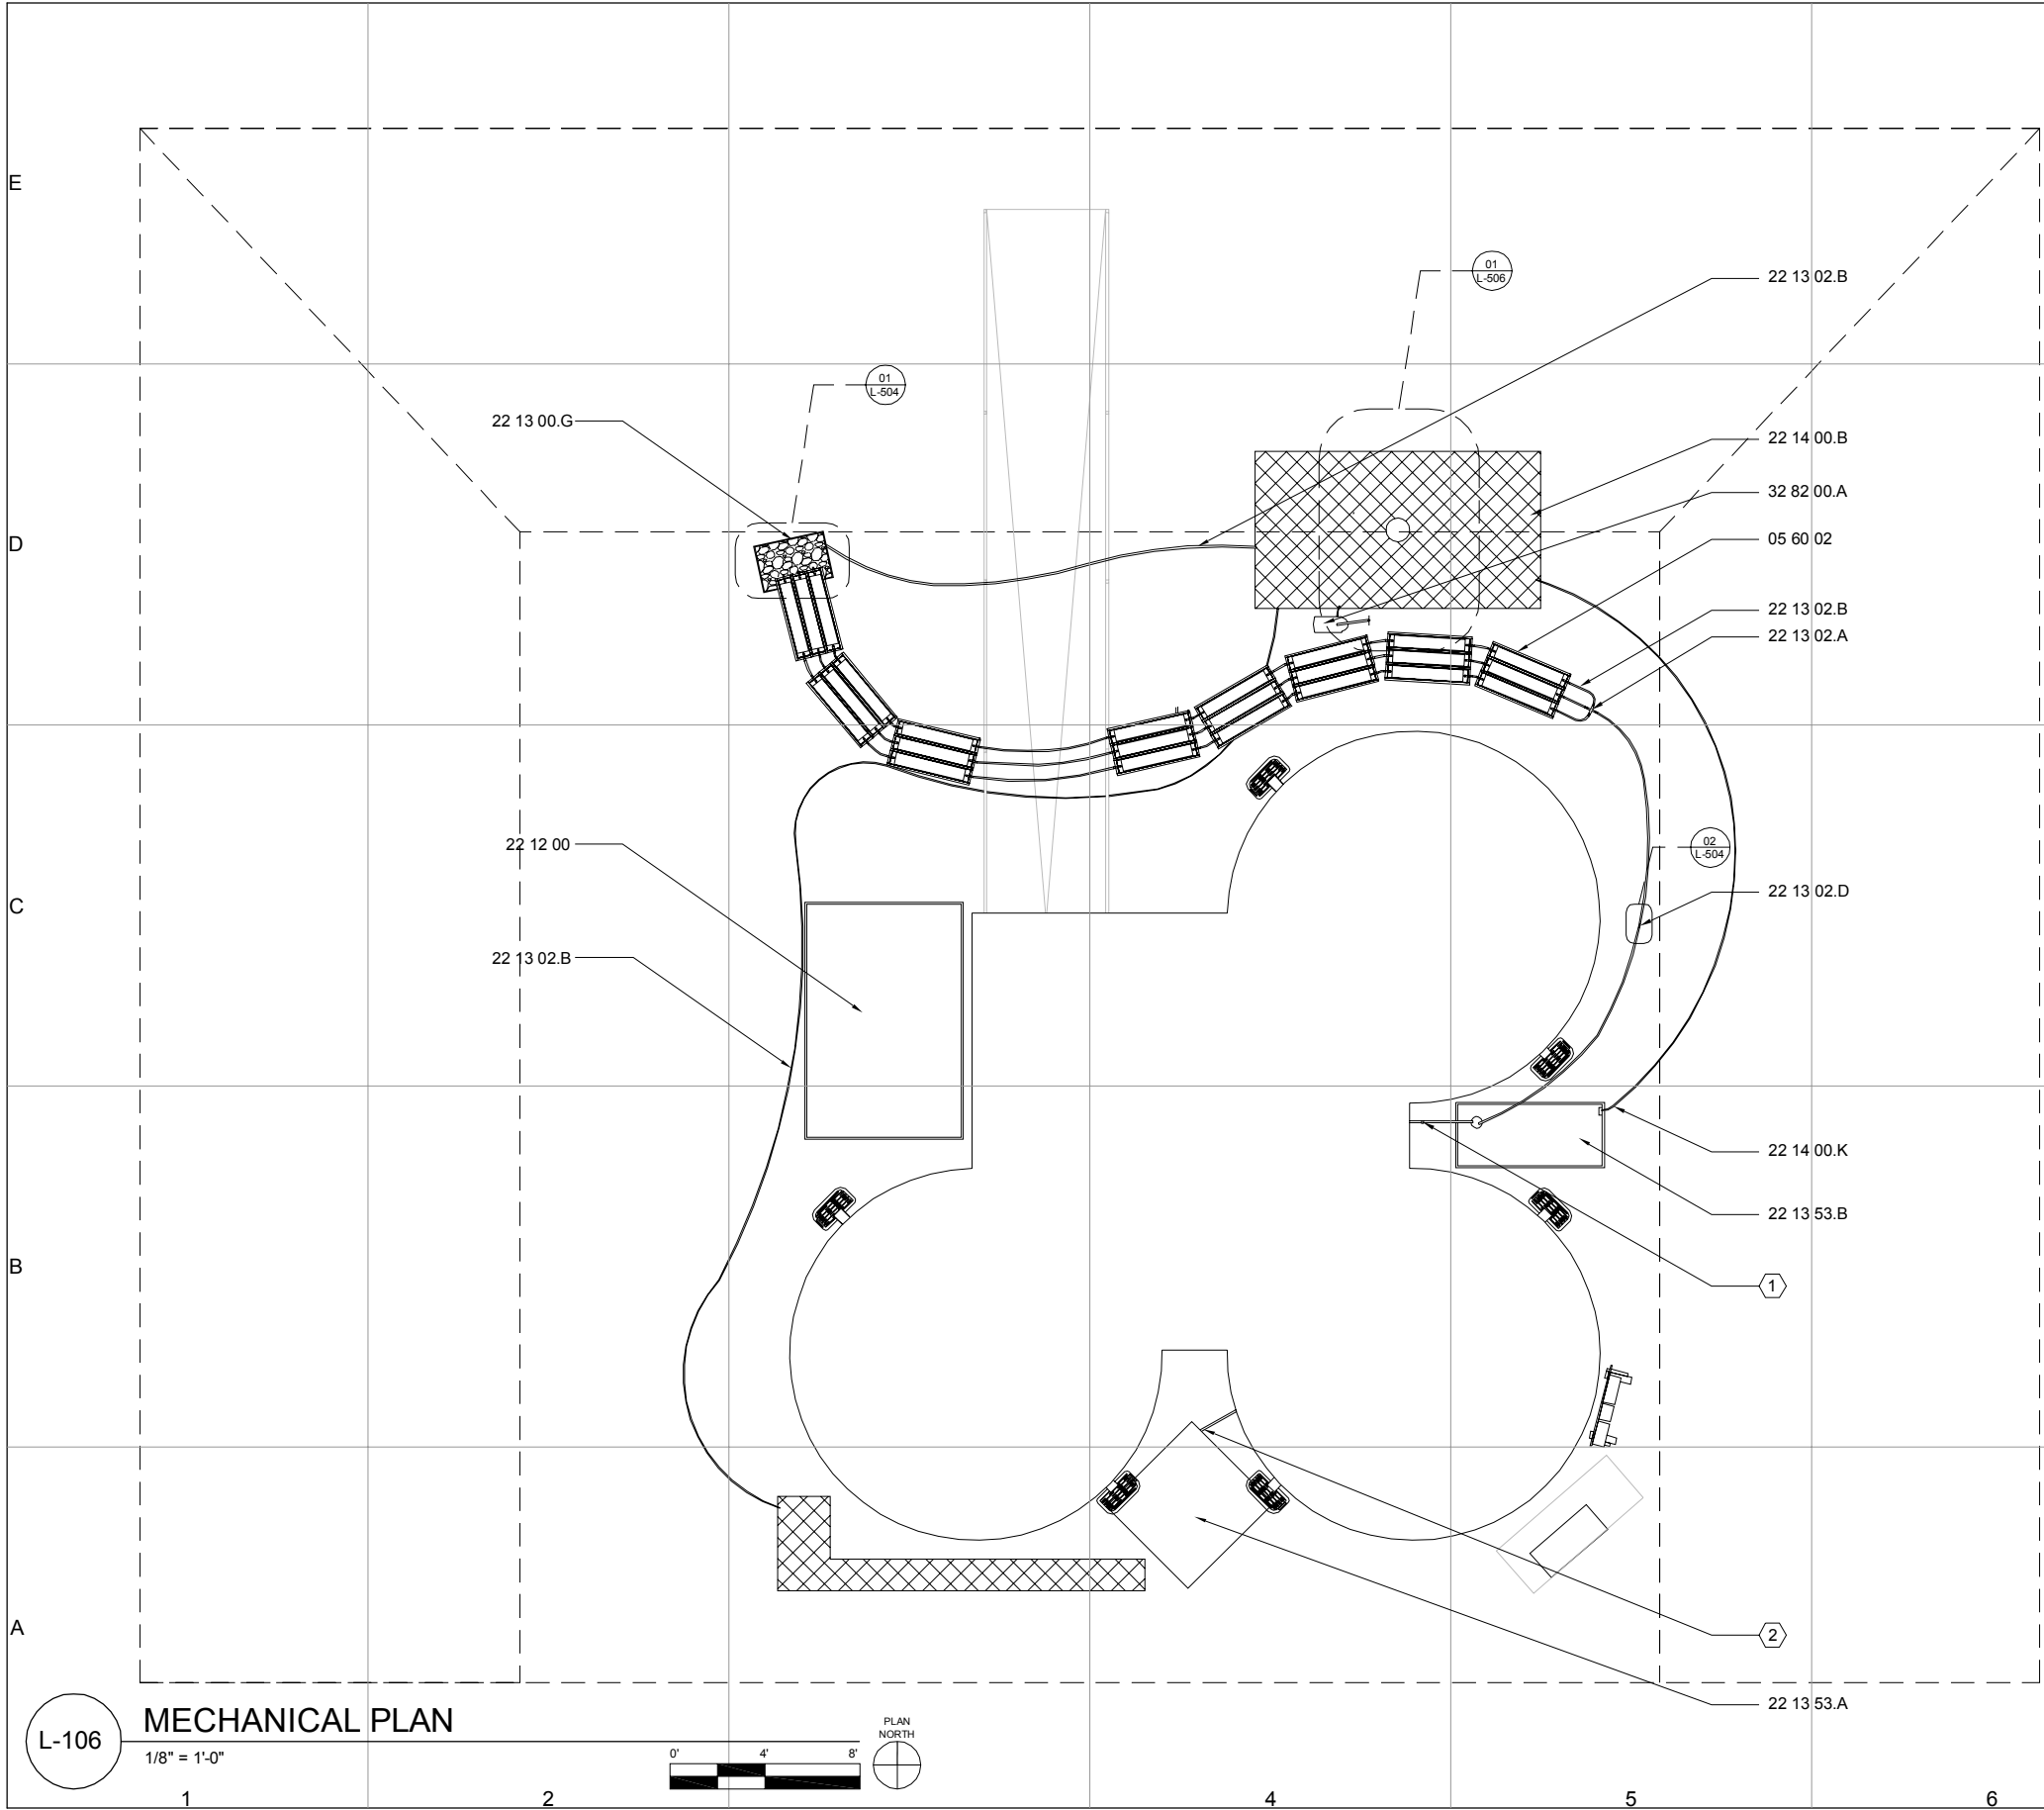 E
01
L-506
22 13 02.B
01
L-504
22 13 00.G
22 14 00.B
32 82 00.A
D
05 60 02
22 13 02.B
22 13 02.A
22 12 00
02
L-504
22 13 02.D
C
22 13 02.B
22 14 00.K
22 13 53.B
B
1
A
2
22 13 53.A
L-106
MECHANICAL PLAN
1/8" = 1'-0"
0' 4' 8'
PLAN
NORTH
1 2 4 5 6